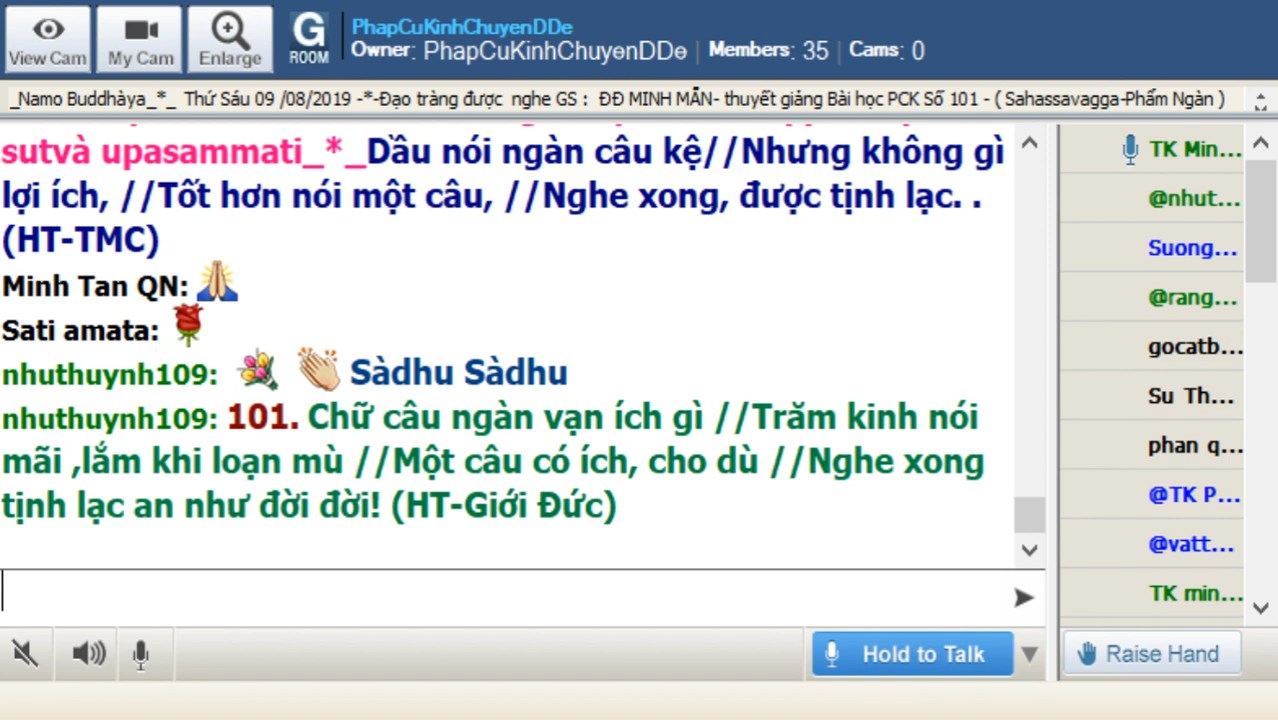 View Cam
My Cam
Enlarge
G
ROOM
PhapCuKinhChuyenDDe
Owner: PhapCuKinhChuyenDDe | Members: 35 | Cams: 0
_Namo Buddhàya_*_ Thứ Sáu 09 /08/2019 -*-Đạo tràng được nghe GS : ĐĐ MINH MẪN- thuyết giảng Bài học PCK Số 101 - ( Sahassavagga-Phẩm Ngàn )
sutvà upasammati_*_Dầu nói ngàn câu kệ//Nhưng không gì
lợi ích, //Tốt hơn nói một câu, //Nghe xong, được tịnh lạc. .
(HT-TMC)
Minh Tan QN:
Sati amata:
nhuthuynh109: Sàdhu Sàdhu
nhuthuynh109: 101. Chữ câu ngàn vạn ích gì //Trăm kinh nói
mãi ,lắm khi loạn mù //Một câu có ích, cho dù //Nghe xong
tịnh lạc an như đời đời! (HT-Giới Đức)
TK Min...
@nhut...
Suong...
@rang...
gocatb...
Su Th...
phan q...
@TK P...
@vatt...
TK min...
Hold to Talk
Raise Hand